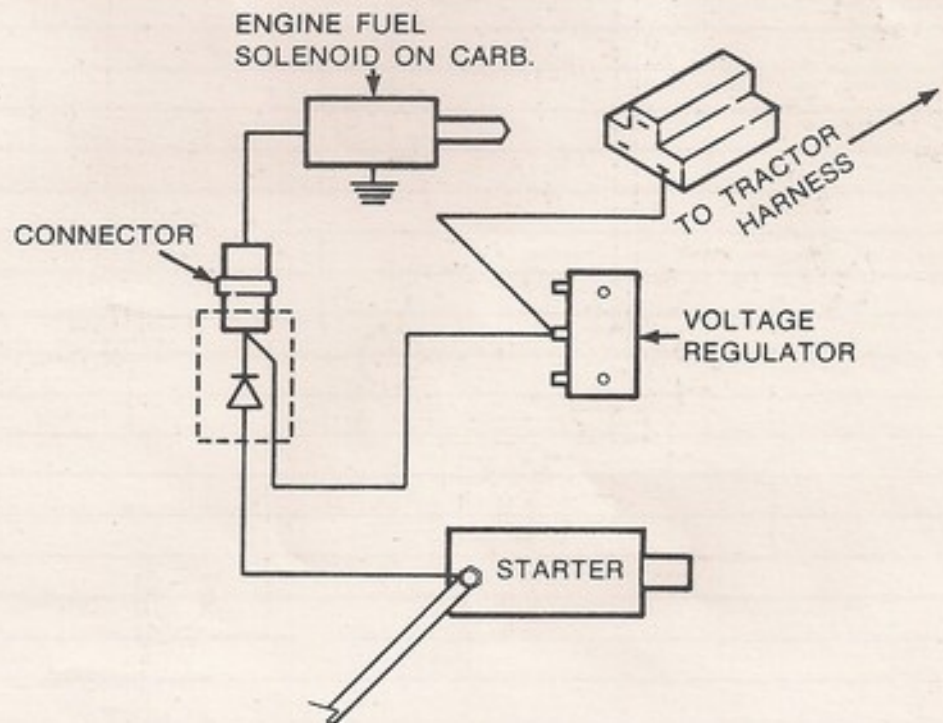 ENGINE FUEL
SOLENOID ON CARB.
TO TRACTOR
HARNESS
CONNECTOR
VOLTAGE
REGULATOR
STARTER